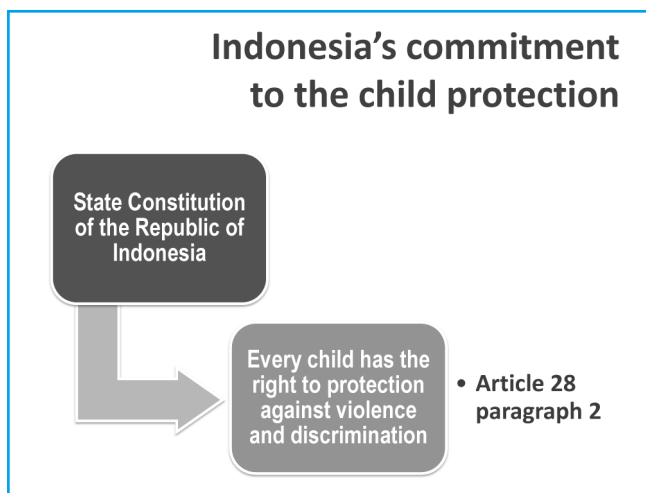 Indonesia’s commitment
to the child protection
State Constitution
of the Republic of
Indonesia
Every child has the
right to protection
against violence
and discrimination
• Article 28
paragraph 2